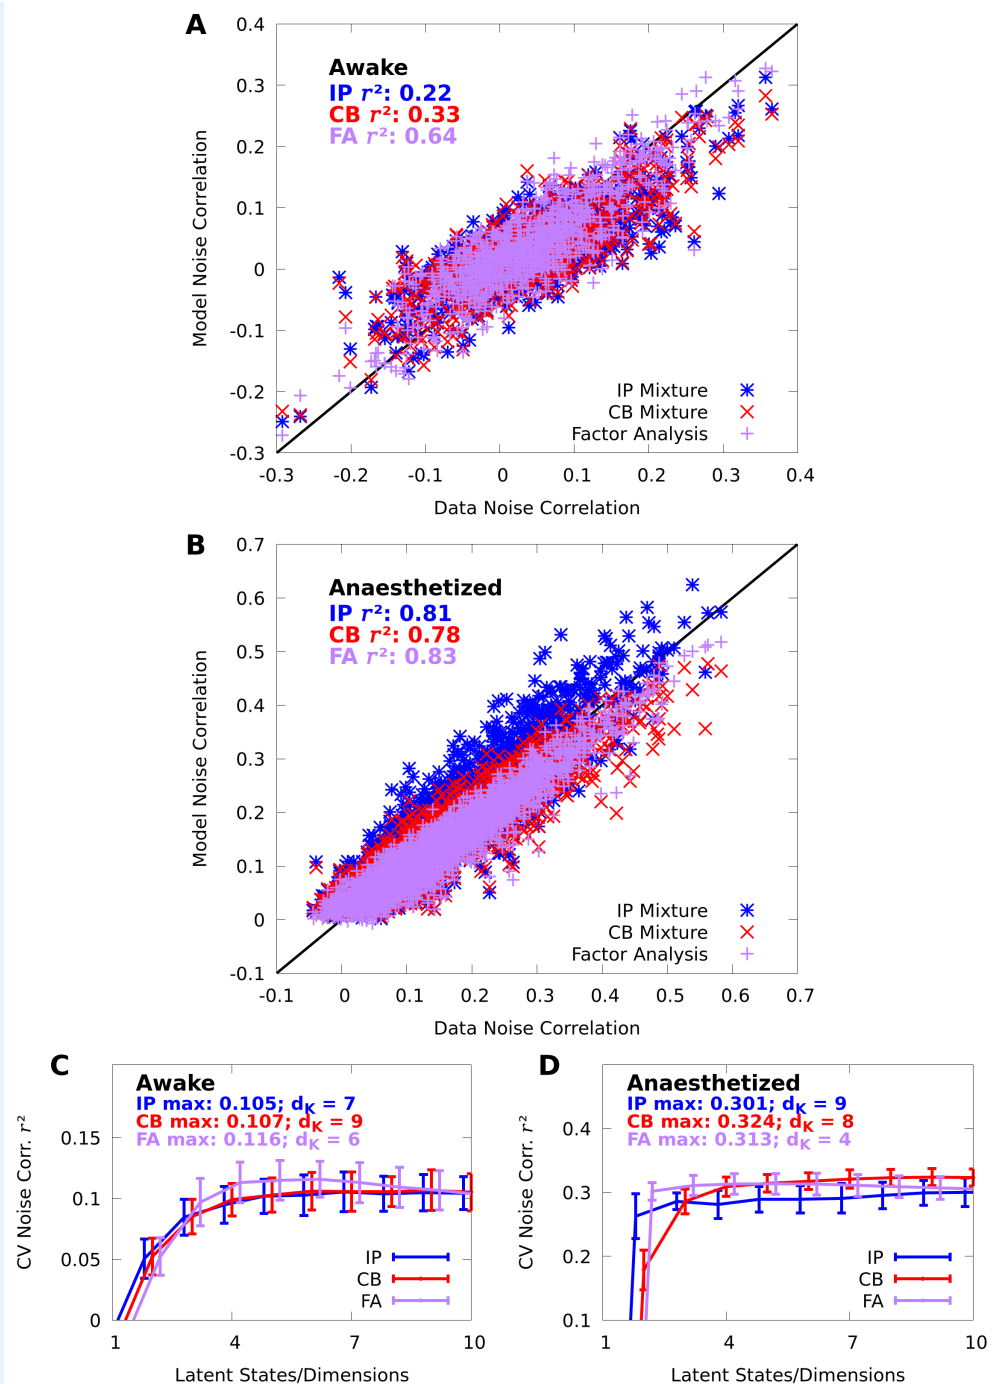 A
Awake
IP r²: 0.22
CB r²: 0.33
FA r²: 0.64
0.4
0.3
0.2
0.1
0
-0.1
-0.2
-0.3
Model Noise Correlation
IP Mixture
CB Mixture
Factor Analysis
-0.3 -0.2 -0.1 0 0.1 0.2 0.3 0.4
Data Noise Correlation
B
Anaesthetized
IP r²: 0.81
CB r²: 0.78
FA r²: 0.83
0.7
0.6
0.5
0.4
0.3
0.2
0.1
0
-0.1
Model Noise Correlation
IP Mixture
CB Mixture
Factor Analysis
-0.1 0 0.1 0.2 0.3 0.4 0.5 0.6 0.7
Data Noise Correlation
C
Awake
IP max: 0.105; dK = 7
CB max: 0.107; dK = 9
FA max: 0.116; dK = 6
CV Noise Corr. r²
0.15
0.1
0.05
0
IP
CB
FA
1 4 7 10
Latent States/Dimensions
D
Anaesthetized
IP max: 0.301; dK = 9
CB max: 0.324; dK = 8
FA max: 0.313; dK = 4
CV Noise Corr. r²
0.4
0.3
0.2
0.1
IP
CB
FA
1 4 7 10
Latent States/Dimensions